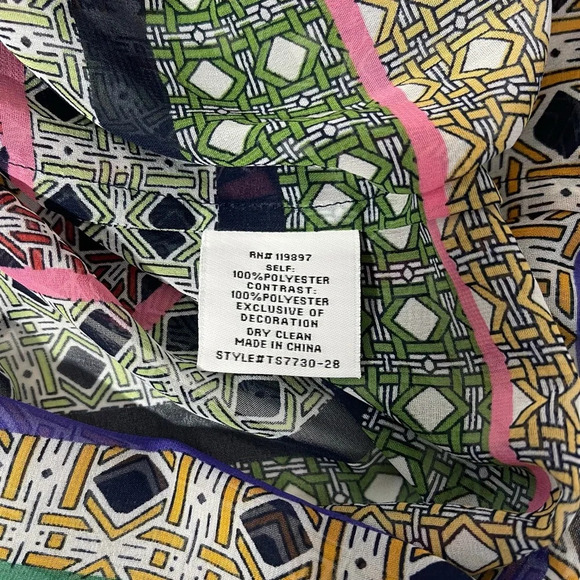 RN# 119897
SELF:
100%POLYESTER
CONTRAST:
100%POLYESTER
EXCLUSIVE OF
DECORATION
DRY CLEAN
MADE IN CHINA
STYLE#TS7730-28